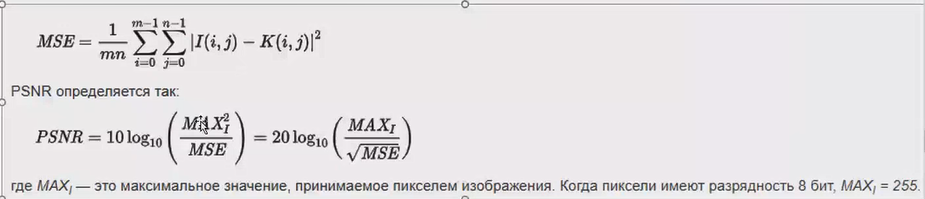 MSE = \frac{1}{mn} \sum_{i=0}^{m-1} \sum_{j=0}^{n-1} |I(i,j) − K(i,j)|^2
PSNR определяется так:
PSNR = 10 log_{10} \left( \frac{MAX_I^2}{MSE} \right) = 20 log_{10} \left( \frac{MAX_I}{\sqrt{MSE}} \right)
где MAX_I — это максимальное значение, принимаемое пикселем изображения. Когда пиксели имеют разрядность 8 бит, MAX_I = 255.